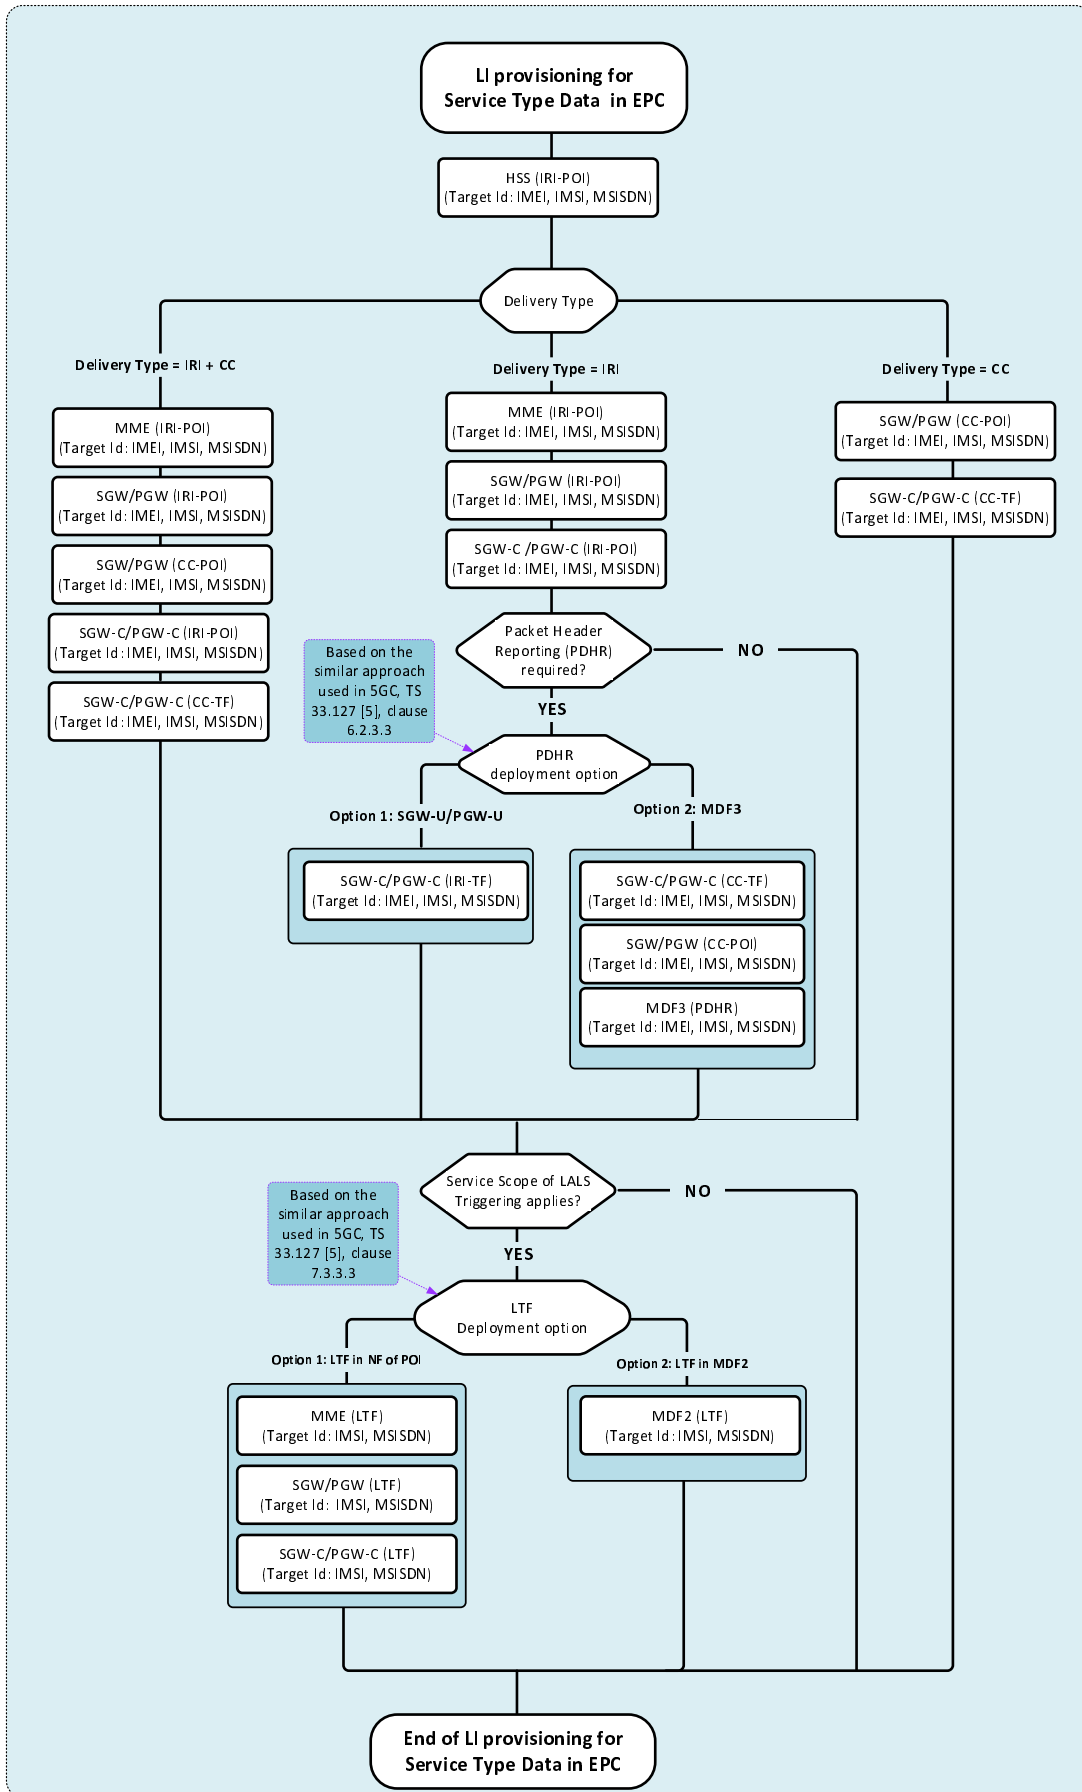 LI provisioning for
Service Type Data in EPC
HSS (IRI-POI)
(Target Id: IMEI, IMSI, MSISDN)
Delivery Type
Delivery Type = IRI + CC
Delivery Type = IRI
Delivery Type = CC
MME (IRI-POI)
(Target Id: IMEI, IMSI, MSISDN)
SGW/PGW (IRI-POI)
(Target Id: IMEI, IMSI, MSISDN)
SGW/PGW (CC-POI)
(Target Id: IMEI, IMSI, MSISDN)
SGW-C/PGW-C (IRI-POI)
(Target Id: IMEI, IMSI, MSISDN)
SGW-C/PGW-C (CC-TF)
(Target Id: IMEI, IMSI, MSISDN)
MME (IRI-POI)
(Target Id: IMEI, IMSI, MSISDN)
SGW/PGW (IRI-POI)
(Target Id: IMEI, IMSI, MSISDN)
SGW-C /PGW-C (IRI-POI)
(Target Id: IMEI, IMSI, MSISDN)
SGW/PGW (CC-POI)
(Target Id: IMEI, IMSI, MSISDN)
SGW-C/PGW-C (CC-TF)
(Target Id: IMEI, IMSI, MSISDN)
Packet Header
Reporting (PDHR)
required?
NO
YES
Based on the
similar approach
used in 5GC, TS
33.127 [5], clause
6.2.3.3
PDHR
deployment option
Option 1: SGW-U/PGW-U
Option 2: MDF3
SGW-C/PGW-C (IRI-TF)
(Target Id: IMEI, IMSI, MSISDN)
SGW-C/PGW-C (CC-TF)
(Target Id: IMEI, IMSI, MSISDN)
SGW/PGW (CC-POI)
(Target Id: IMEI, IMSI, MSISDN)
MDF3 (PDHR)
(Target Id: IMEI, IMSI, MSISDN)
Service Scope of LALS
Triggering applies?
NO
YES
Based on the
similar approach
used in 5GC, TS
33.127 [5], clause
7.3.3.3
LTF
Deployment option
Option 1: LTF in NF of POI
Option 2: LTF in MDF2
MME (LTF)
(Target Id: IMSI, MSISDN)
SGW/PGW (LTF)
(Target Id: IMSI, MSISDN)
SGW-C/PGW-C (LTF)
(Target Id: IMSI, MSISDN)
MDF2 (LTF)
(Target Id: IMSI, MSISDN)
End of LI provisioning for
Service Type Data in EPC